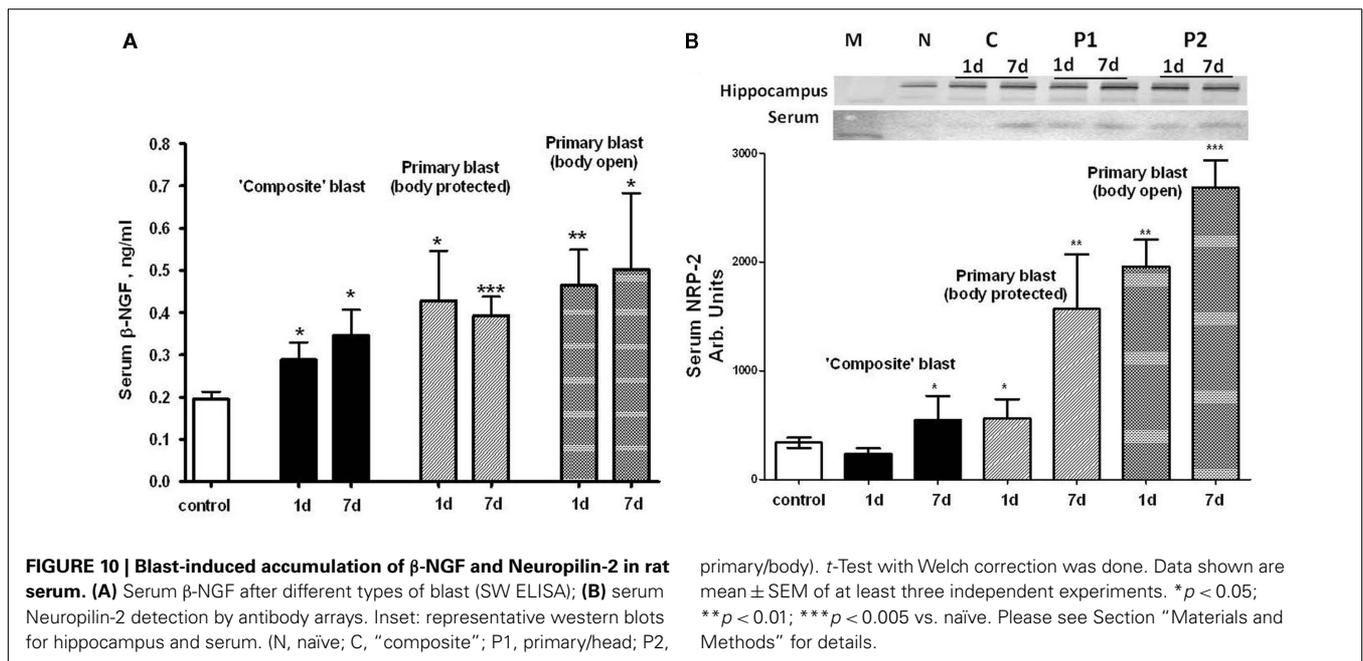 A
Serum β-NGF , ng/ml
0.8
0.7
0.6
0.5
0.4
0.3
0.2
0.1
0.0
'Composite' blast
Primary blast
(body protected)
Primary blast
(body open)
*
*
*
***
**
*
control
1d
7d
1d
7d
1d
7d
B
M N C P1 P2
1d 7d 1d 7d 1d 7d
Hippocampus
Serum
Serum NRP-2
Arb. Units
3000
2000
1000
0
'Composite' blast
Primary blast
(body protected)
Primary blast
(body open)
*
*
**
**
***
control
1d
7d
1d
7d
1d
7d
FIGURE 10 | Blast-induced accumulation of β-NGF and Neuropilin-2 in rat
serum. (A) Serum β-NGF after different types of blast (SW ELISA); (B) serum
Neuropilin-2 detection by antibody arrays. Inset: representative western blots
for hippocampus and serum. (N, naïve; C, “composite”; P1, primary/head; P2,
primary/body). t-Test with Welch correction was done. Data shown are
mean ± SEM of at least three independent experiments. *p < 0.05;
**p < 0.01; ***p < 0.005 vs. naïve. Please see Section “Materials and
Methods” for details.